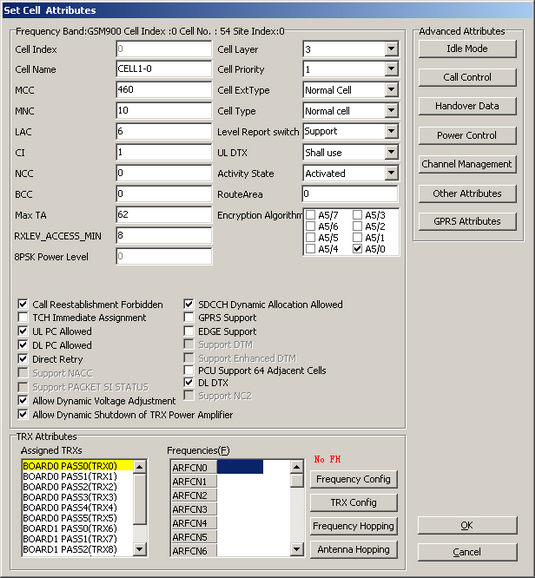 Set Cell Attributes
Frequency Band:GSM900 Cell Index :0 Cell No. : 54 Site Index:0
Cell Index 0 Cell Layer 3
Cell Name CELL1-0 Cell Priority 1
MCC 460 Cell ExtType Normal Cell
MNC 10 Cell Type Normal cell
LAC 6 Level Report switch Support
CI 1 UL DTX Shall use
NCC 0 Activity State Activated
BCC 0 RouteArea 0
Max TA 62 Encryption Algorithm A5/7 A5/3
A5/6 A5/2
RXLEV_ACCESS_MIN 8 A5/5 A5/1
A5/4 A5/0
8PSK Power Level 0
Call Reestablishment Forbidden SDCCH Dynamic Allocation Allowed
TCH Immediate Assignment GPRS Support
UL PC Allowed EDGE Support
DL PC Allowed Support DTM
Direct Retry Support Enhanced DTM
Support NACC PCU Support 64 Adjacent Cells
Support PACKET SI STATUS DL DTX
Allow Dynamic Voltage Adjustment Support NC2
Allow Dynamic Shutdown of TRX Power Amplifier
Advanced Attributes
Idle Mode
Call Control
Handover Data
Power Control
Channel Management
Other Attributes
GPRS Attributes
TRX Attributes
Assigned TRXs
BOARD0 PASS0(TRX0)
BOARD0 PASS1(TRX1)
BOARD0 PASS2(TRX2)
BOARD0 PASS3(TRX3)
BOARD0 PASS4(TRX4)
BOARD0 PASS5(TRX5)
BOARD1 PASS0(TRX6)
BOARD1 PASS1(TRX7)
BOARD1 PASS2(TRX8)
Frequencies(F)
ARFCN0
ARFCN1
ARFCN2
ARFCN3
ARFCN4
ARFCN5
ARFCN6
No FH
Frequency Config
TRX Config
Frequency Hopping
Antenna Hopping
OK
Cancel